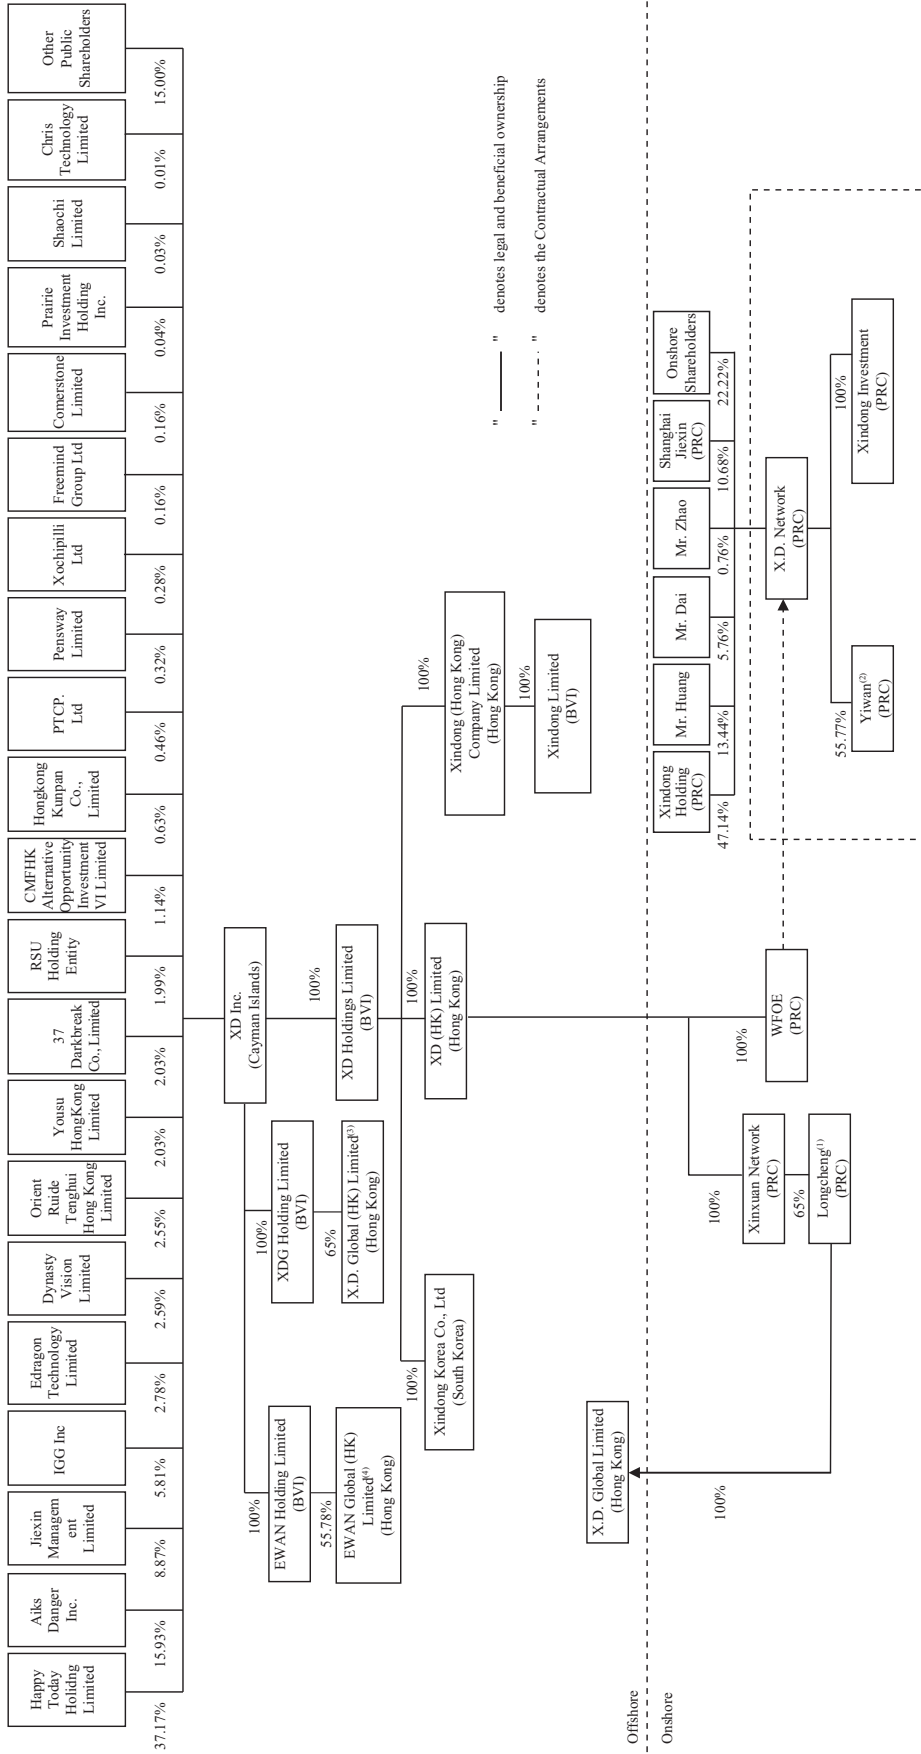 Happy
Today
Holidng
Limited
37.17%
Aiks
Danger
Inc.
15.93%
Jiexin
Managem
ent
Limited
8.87%
IGG Inc
5.81%
Edragon
Technology
Limited
2.78%
Dynasty
Vision
Limited
2.59%
Orient
Ruide
Tenghui
Hong Kong
Limited
2.55%
Yousu
HongKong
Limited
2.03%
37
Darkbreak
Co., Limited
2.03%
RSU
Holding
Entity
1.99%
CMFHK
Alternative
Opportunity
Investment
VI Limited
1.14%
Hongkong
Kunpan
Co.,
Limited
0.63%
PTCP.
Ltd
0.46%
Pensway
Limited
0.32%
Xochipilli
Ltd
0.28%
Freemind
Group Ltd
0.16%
Cornerstone
Limited
0.16%
Prairie
Investment
Holding
Inc.
0.04%
Shaochi
Limited
0.03%
Chris
Technology
Limited
0.01%
Other
Public
Shareholders
15.00%
XD Inc.
(Cayman Islands)
100%
EWAN Holding Limited
(BVI)
55.78%
EWAN Global (HK)
Limited(4)
(Hong Kong)
100%
XDG Holding Limited
(BVI)
65%
X.D. Global (HK) Limited(3)
(Hong Kong)
100%
XD Holdings Limited
(BVI)
100%
Xindong Korea Co., Ltd
(South Korea)
100%
XD (HK) Limited
(Hong Kong)
100%
Xindong (Hong Kong)
Company Limited
(Hong Kong)
100%
Xindong Limited
(BVI)
" " denotes legal and beneficial ownership
" " denotes the Contractual Arrangements
X.D. Global Limited
(Hong Kong)
Offshore
Onshore
100%
100%
Xinxuan Network
(PRC)
65%
Longcheng(1)
(PRC)
100%
WFOE
(PRC)
Xindong
Holding
(PRC)
47.14%
Mr. Huang
13.44%
Mr. Dai
5.76%
Mr. Zhao
0.76%
Shanghai
Jiexin
(PRC)
10.68%
Onshore
Shareholders
22.22%
X.D. Network
(PRC)
55.77%
Yiwan(2)
(PRC)
100%
Xindong Investment
(PRC)